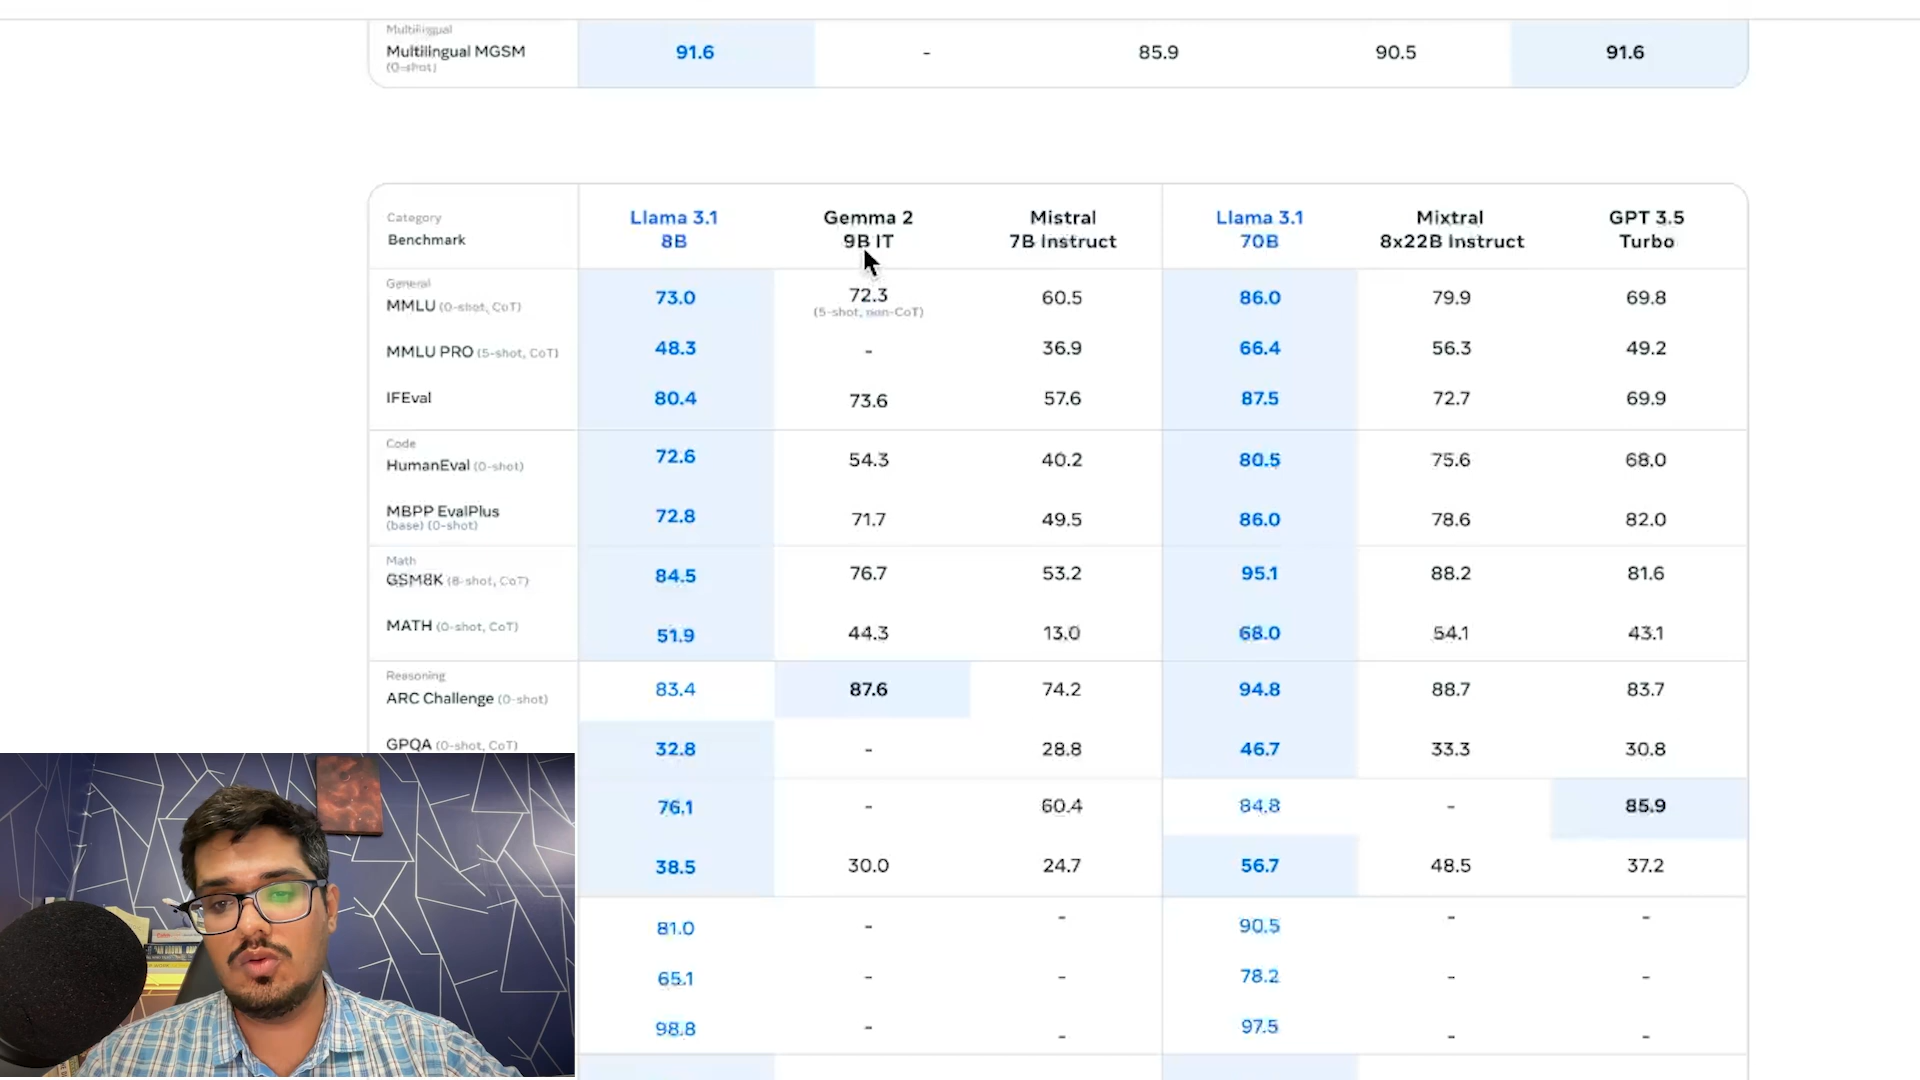 Multilingual
Multilingual MGSM 91.6 - 85.9 90.5 91.6
(0-shot)
Category Llama 3.1 Gemma 2 Mistral Llama 3.1 Mixtral GPT 3.5
Benchmark 8B 9B IT 7B Instruct 70B 8x22B Instruct Turbo
General
MMLU (0-shot, CoT) 73.0 72.3 60.5 86.0 79.9 69.8
(5-shot, non-CoT)
MMLU PRO (5-shot, CoT) 48.3 - 36.9 66.4 56.3 49.2
IFEval 80.4 73.6 57.6 87.5 72.7 69.9
Code
HumanEval (0-shot) 72.6 54.3 40.2 80.5 75.6 68.0
MBPP EvalPlus 72.8 71.7 49.5 86.0 78.6 82.0
(base) (0-shot)
Math
GSM8K (8-shot, CoT) 84.5 76.7 53.2 95.1 88.2 81.6
MATH (0-shot, CoT) 51.9 44.3 13.0 68.0 54.1 43.1
Reasoning
ARC Challenge (0-shot) 83.4 87.6 74.2 94.8 88.7 83.7
GPQA (0-shot, CoT) 32.8 - 28.8 46.7 33.3 30.8
76.1 - 60.4 84.8 - 85.9
38.5 30.0 24.7 56.7 48.5 37.2
81.0 - - 90.5 - -
65.1 - - 78.2 - -
98.8 - - 97.5 - -